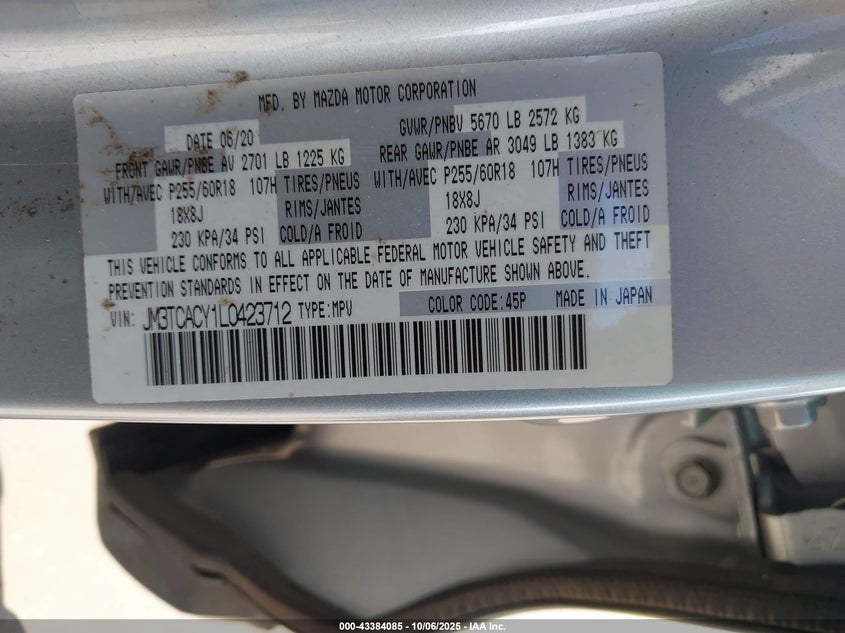 MFD. BY MAZDA MOTOR CORPORATION
DATE 06/20 GVWR/PNBV 5670 LB 2572 KG
FRONT GAWR/PNBE AV 2701 LB 1225 KG REAR GAWR/PNBE AR 3049 LB 1383 KG
WITH/AVEC P255/60R18 107H TIRES/PNEUS WITH/AVEC P255/60R18 107H TIRES/PNEUS
18X8J RIMS/JANTES 18X8J RIMS/JANTES
230 KPA/34 PSI COLD/A FROID 230 KPA/34 PSI COLD/A FROID
THIS VEHICLE CONFORMS TO ALL APPLICABLE FEDERAL MOTOR VEHICLE SAFETY AND THEFT
PREVENTION STANDARDS IN EFFECT ON THE DATE OF MANUFACTURE SHOWN ABOVE.
VIN: JM3TCACY1L0423712 TYPE:MPV COLOR CODE:45P MADE IN JAPAN
000-43384085 - 10/06/2025 - IAA Inc.